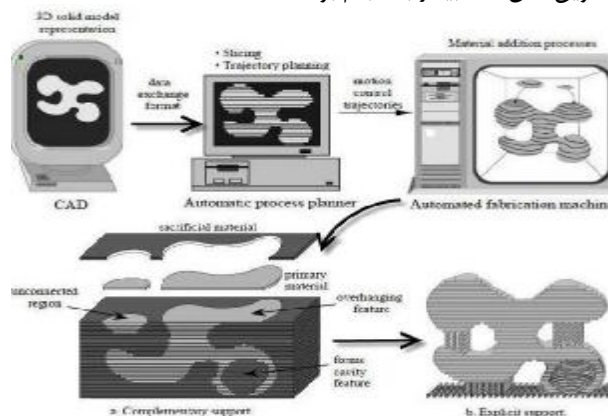 3D solid model
representation
• Slicing
• Trajectory planning
Material addition processes
data
exchange
format
motion
control
trajectories
CAD
Automatic process planner
Automated fabrication machine
sacrificial material
primary
material
unconnected
region
overhanging
feature
forms
cavity
feature
a. Complementary support
b. Explicit support